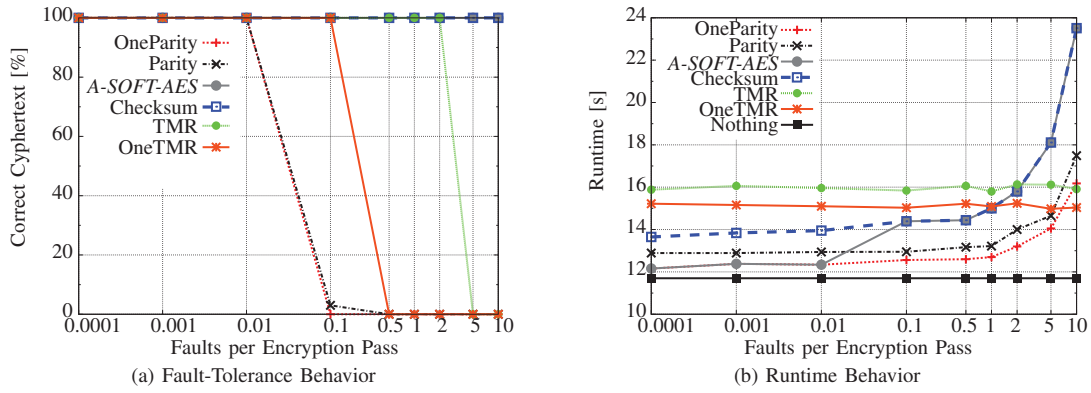 100
80
60
40
20
0
Correct Cyphertext [%]
OneParity
Parity
A-SOFT-AES
Checksum
TMR
OneTMR
0.0001
0.001
0.01
0.1
0.5
1
2
5
10
Faults per Encryption Pass
(a) Fault-Tolerance Behavior
24
22
20
18
16
14
12
10
Runtime [s]
OneParity
Parity
A-SOFT-AES
Checksum
TMR
OneTMR
Nothing
0.0001
0.001
0.01
0.1
0.5
1
2
5
10
Faults per Encryption Pass
(b) Runtime Behavior